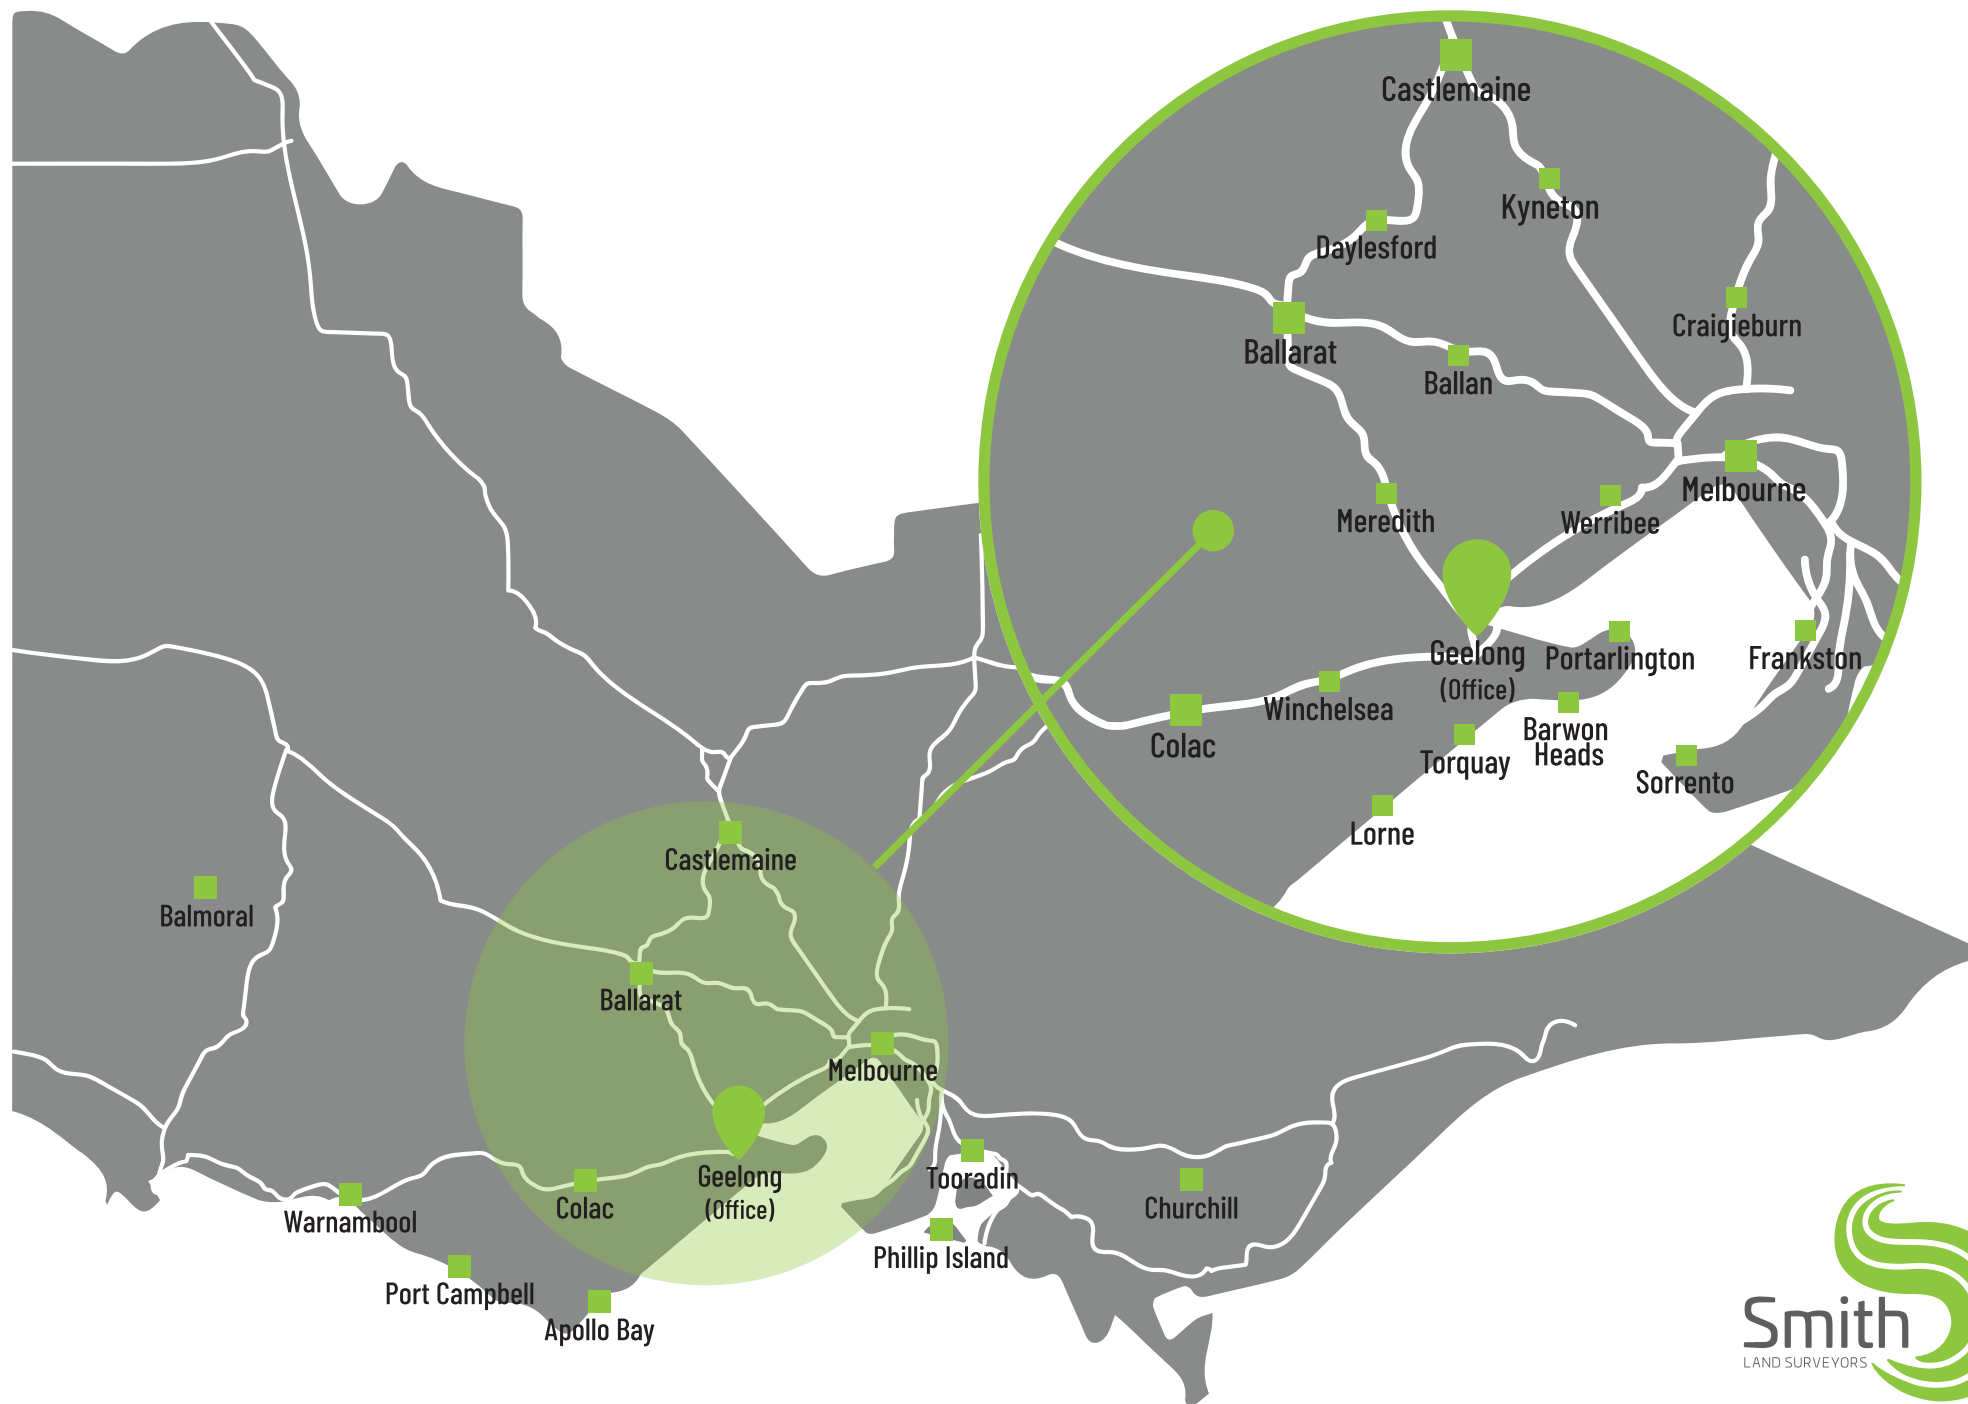 Castlemaine
Kyneton
Daylesford
Craigieburn
Ballarat
Ballan
Melbourne
Meredith
Werribee
Geelong
(Office)
Portarlington
Frankston
Winchelsea
Colac
Torquay
Barwon
Heads
Sorrento
Lorne
Castlemaine
Balmoral
Ballarat
Melbourne
Geelong
(Office)
Colac
Tooradin
Churchill
Warnambool
Phillip Island
Port Campbell
Apollo Bay
Smith
LAND SURVEYORS